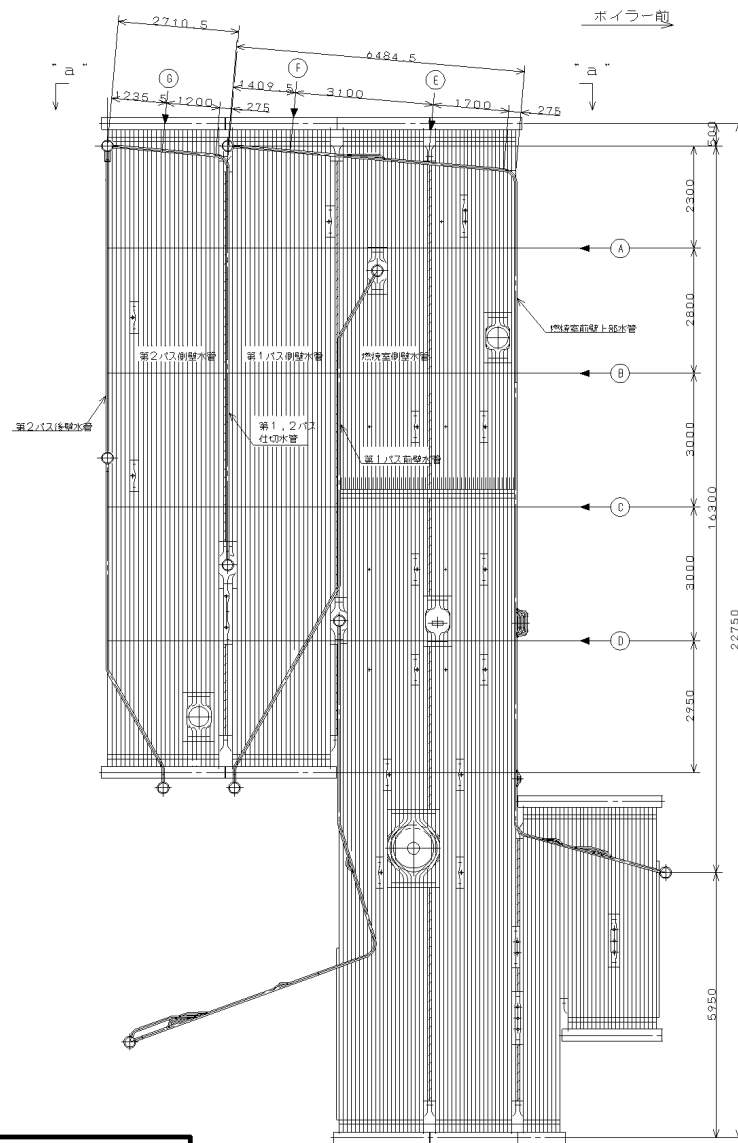 ボイラー前
2710.5
6484.5
"a"
"a"
G
F
E
1235.5
1200
275
1409.5
3100
1700
275
500
2300
A
2800
燃焼室前壁上部水管
第2パス側壁水管
第1パス側壁水管
燃焼室側壁水管
B
第2パス後壁水管
第1,2パス
仕切水管
第1パス前壁水管
3000
C
16300
3000
22750
D
2950
5950